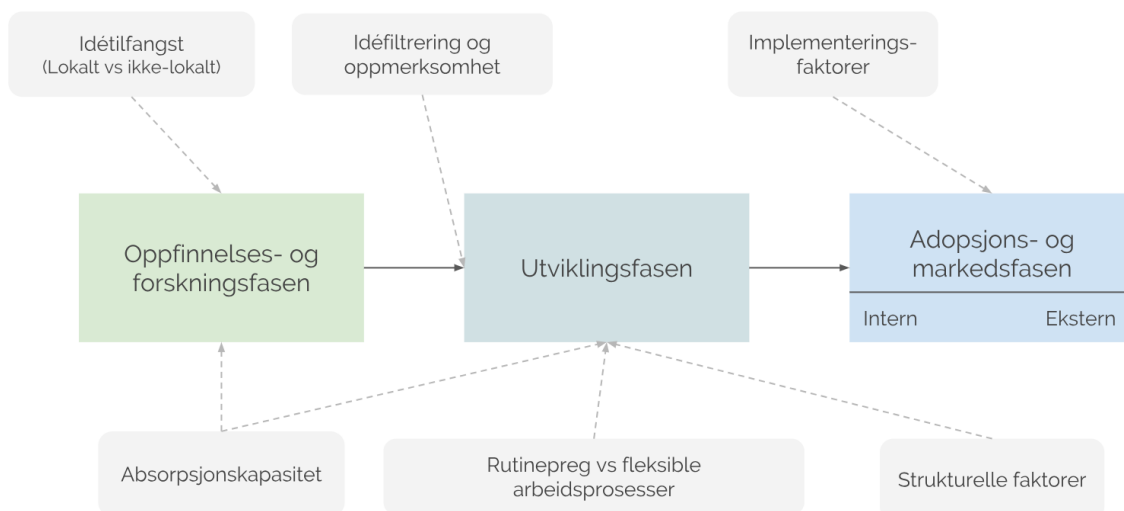 Idétilfangst
(Lokalt vs ikke-lokalt)
Idéfiltrering og
oppmerksomhet
Implementerings-
faktorer
Oppfinnelses- og
forskningsfasen
Utviklingsfasen
Adopsjons- og
markedsfasen
Intern
Ekstern
Absorpsjonskapasitet
Rutinepreg vs fleksible
arbeidsprosesser
Strukturelle faktorer